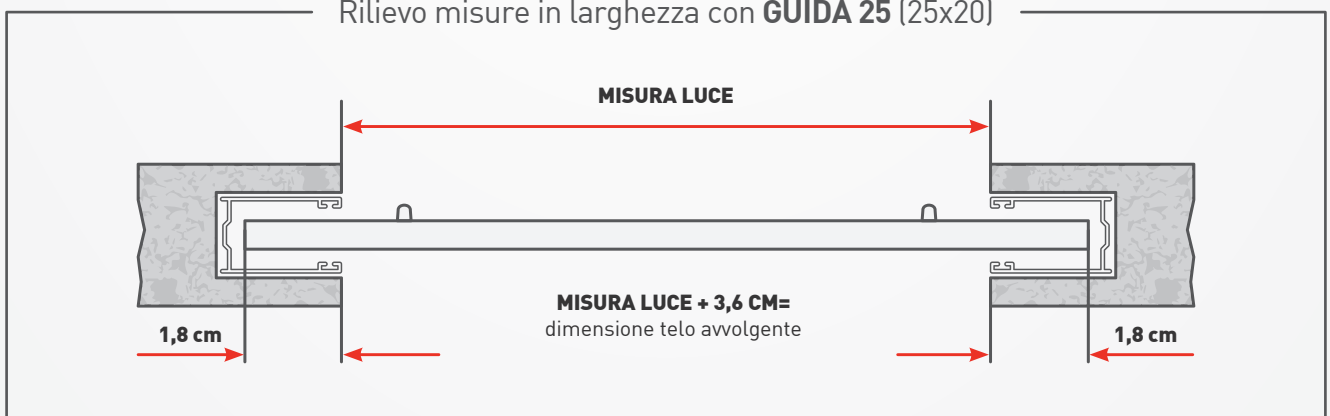 Rilievo misure in larghezza con GUIDA 25 (25x20)
MISURA LUCE
MISURA LUCE + 3,6 CM=
dimensione telo avvolgente
1,8 cm
1,8 cm